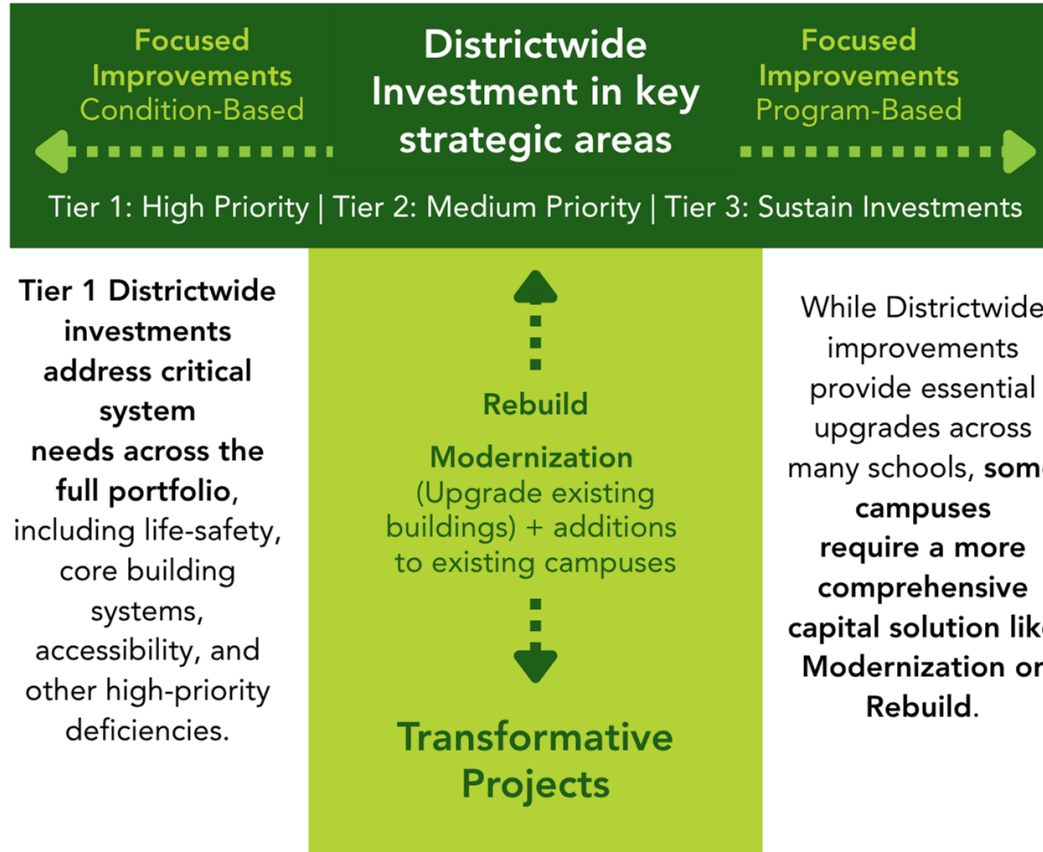 Focused
Improvements
Condition-Based
Districtwide
Investment in key
strategic areas
Focused
Improvements
Program-Based
Tier 1: High Priority | Tier 2: Medium Priority | Tier 3: Sustain Investments
Tier 1 Districtwide
investments
address critical
system
needs across the
full portfolio,
including life-safety,
core building
systems,
accessibility, and
other high-priority
deficiencies.
Rebuild
Modernization
(Upgrade existing
buildings) + additions
to existing campuses
Transformative
Projects
While Districtwide
improvements
provide essential
upgrades across
many schools, some
campuses
require a more
comprehensive
capital solution like
Modernization or
Rebuild.